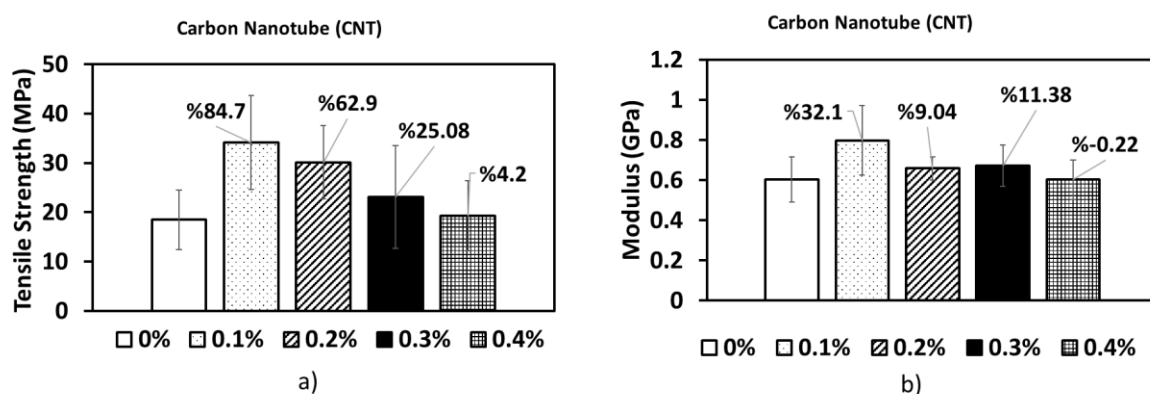 Carbon Nanotube (CNT)
Tensile Strength (MPa)
50
40
30
20
10
0
%84.7
%62.9
%25.08
%4.2
0% 0.1% 0.2% 0.3% 0.4%
a)
Carbon Nanotube (CNT)
Modulus (GPa)
1.2
1
0.8
0.6
0.4
0.2
0
%32.1
%9.04
%11.38
%-0.22
0% 0.1% 0.2% 0.3% 0.4%
b)